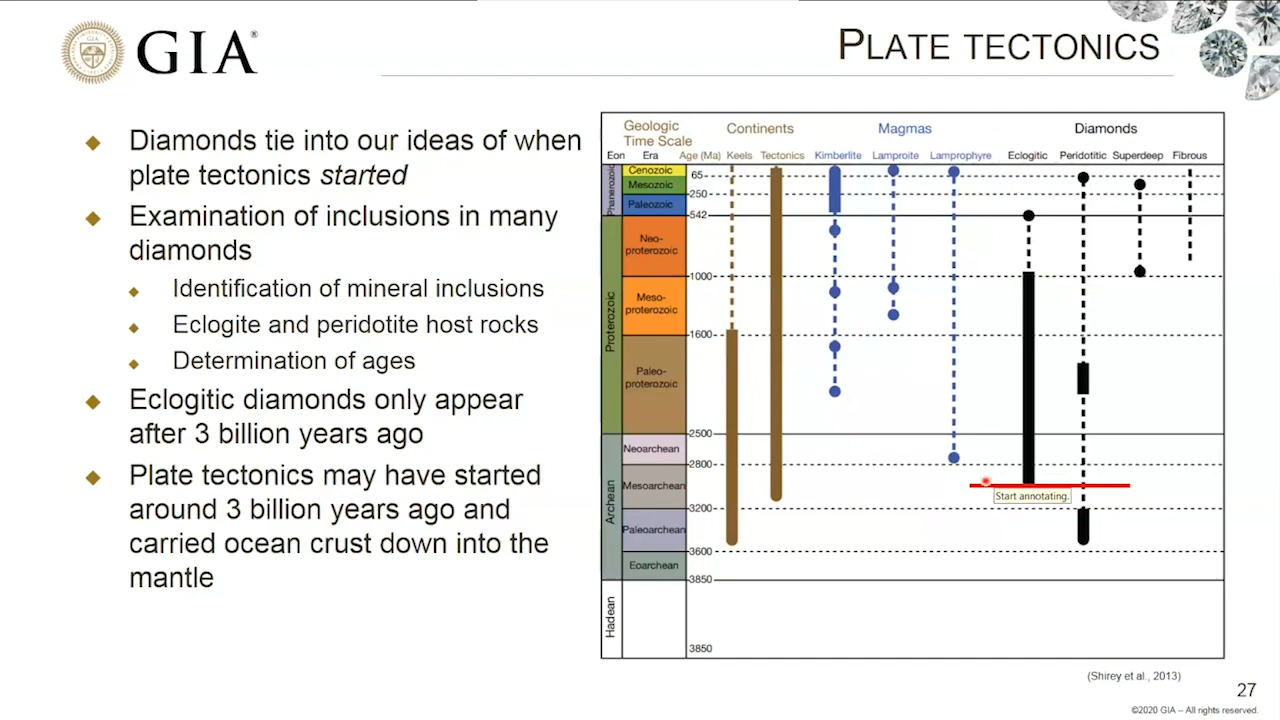 GIA®
PLATE TECTONICS
Diamonds tie into our ideas of when
plate tectonics started
Examination of inclusions in many
diamonds
Identification of mineral inclusions
Eclogite and peridotite host rocks
Determination of ages
Eclogitic diamonds only appear
after 3 billion years ago
Plate tectonics may have started
around 3 billion years ago and
carried ocean crust down into the
mantle
Geologic
Time Scale
Continents
Magmas
Diamonds
Eon Era Age (Ma) Keels Tectonics Kimberlite Lamproite Lamprophyre Eclogitic Peridotitic Superdeep Fibrous
Phanerozoic
Cenozoic
65
Mesozoic
250
Paleozoic
542
Proterozoic
Neo-
proterozoic
1000
Meso-
proterozoic
1600
Paleo-
proterozoic
2500
Archean
Neoarchean
2800
Mesoarchean
Start annotating.
3200
Paleoarchean
3600
Eoarchean
3850
Hadean
3850
(Shirey et al., 2013)
27
©2020 GIA – All rights reserved.